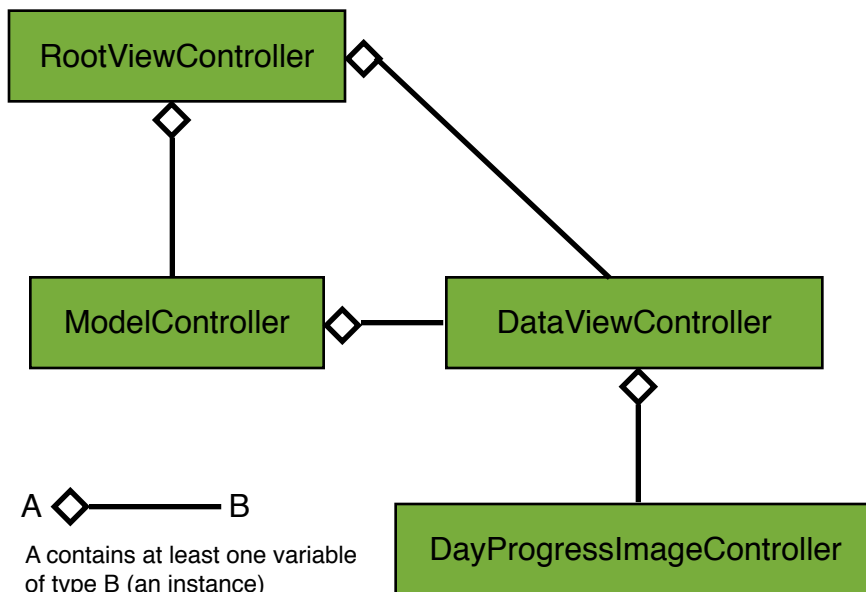 RootViewController
ModelController
DataViewController
A
B
A contains at least one variable
of type B (an instance)
DayProgressImageController